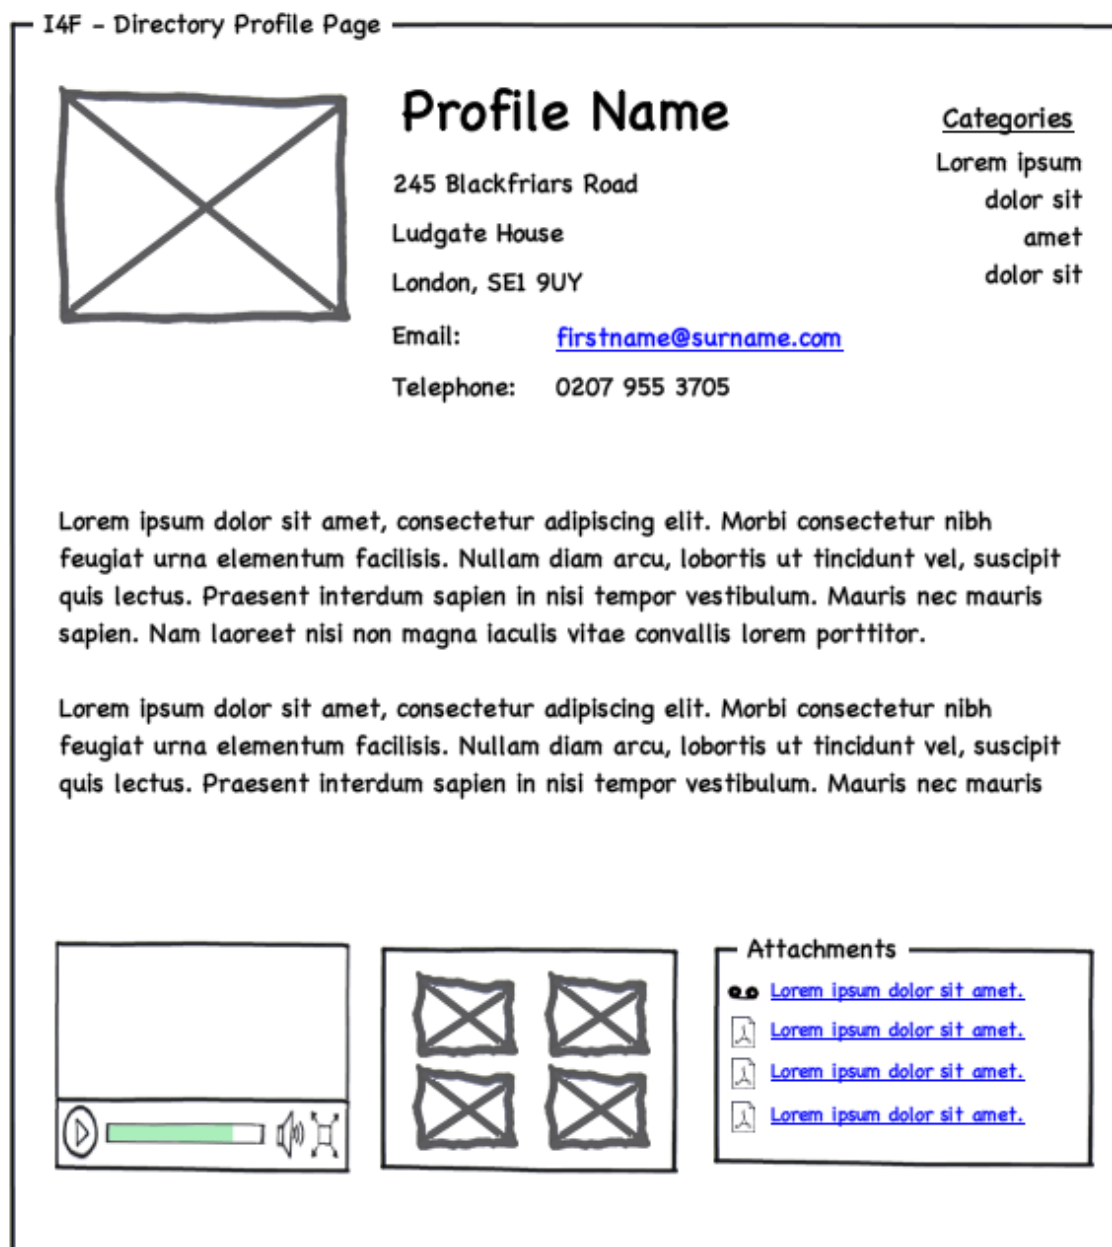 I4F - Directory Profile Page
Profile Name
245 Blackfriars Road
Ludgate House
London, SE1 9UY
Email: firstname@surname.com
Telephone: 0207 955 3705
Categories
Lorem ipsum
dolor sit
amet
dolor sit
Lorem ipsum dolor sit amet, consectetur adipiscing elit. Morbi consectetur nibh
feugiat urna elementum facilisis. Nullam diam arcu, lobortis ut tincidunt vel, suscipit
quis lectus. Praesent interdum sapien in nisi tempor vestibulum. Mauris nec mauris
sapien. Nam laoreet nisi non magna iaculis vitae convallis lorem porttitor.
Lorem ipsum dolor sit amet, consectetur adipiscing elit. Morbi consectetur nibh
feugiat urna elementum facilisis. Nullam diam arcu, lobortis ut tincidunt vel, suscipit
quis lectus. Praesent interdum sapien in nisi tempor vestibulum. Mauris nec mauris
Attachments
Lorem ipsum dolor sit amet.
Lorem ipsum dolor sit amet.
Lorem ipsum dolor sit amet.
Lorem ipsum dolor sit amet.